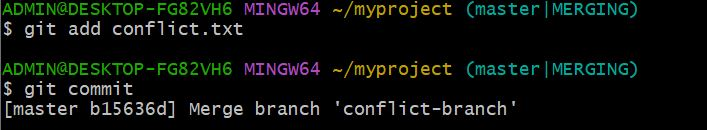 ADMIN@DESKTOP-FG82VH6 MINGW64 ~/myproject (master|MERGING)
$ git add conflict.txt
ADMIN@DESKTOP-FG82VH6 MINGW64 ~/myproject (master|MERGING)
$ git commit
[master b15636d] Merge branch 'conflict-branch'